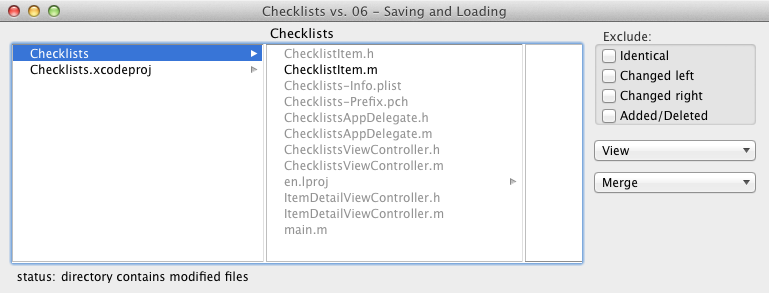 Checklists vs. 06 – Saving and Loading
Checklists
Checklists
Checklists.xcodeproj
ChecklistItem.h
ChecklistItem.m
Checklists-Info.plist
Checklists-Prefix.pch
ChecklistsAppDelegate.h
ChecklistsAppDelegate.m
ChecklistsViewController.h
ChecklistsViewController.m
en.lproj
ItemDetailViewController.h
ItemDetailViewController.m
main.m
Exclude:
Identical
Changed left
Changed right
Added/Deleted
View
Merge
status: directory contains modified files